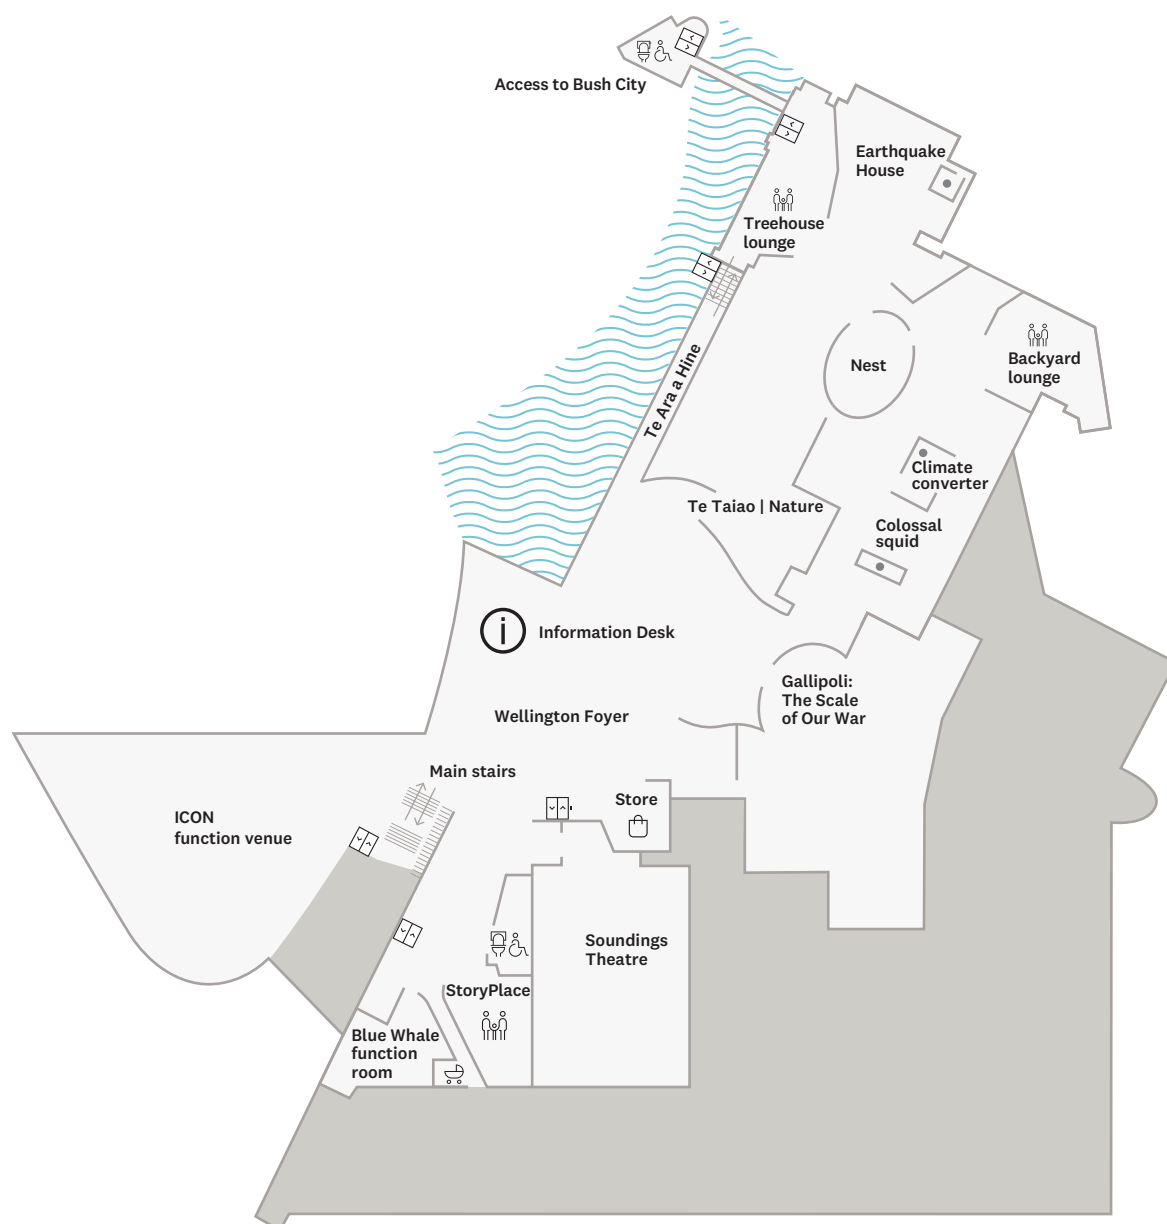 Access to Bush City
Earthquake
House
Treehouse
lounge
Te Ara a Hine
Nest
Backyard
lounge
Climate
converter
Te Taiao | Nature
Colossal
squid
i
Information Desk
Gallipoli:
The Scale
of Our War
Wellington Foyer
Main stairs
Store
ICON
function venue
Soundings
Theatre
StoryPlace
Blue Whale
function
room